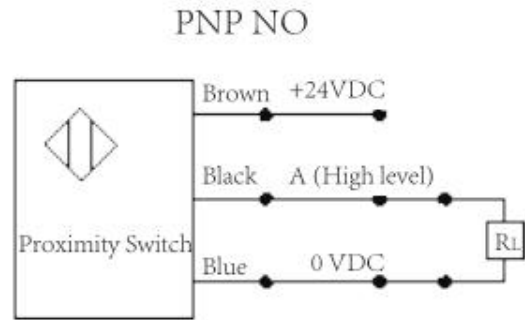 PNP NO
Brown +24VDC
Black A (High level)
Proximity Switch
RL
Blue 0 VDC